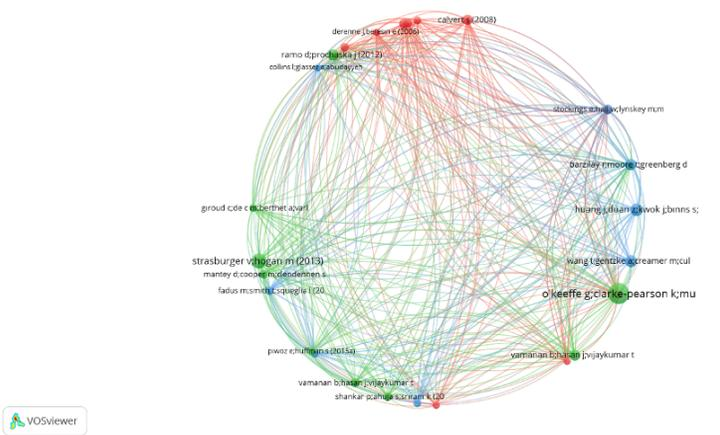 calvert s (2008)
derenne j;beresin e (2006)
ramo d;prochaska j (2012)
collins l;glasser a;abudayyeh
stockings e;hall w;lynskey m;m
barzilay r;moore t;greenberg d
giroud c;de c m;berthet a;varl
huang j;duan z;kwok j;binns s;
strasburger v;hogan m (2013)
wang t;gentzke a;creamer m;cul
mantey d;cooper m;clendennen s
fadus m;smith t;squeglia l (20
o'keeffe g;clarke-pearson k;mu
piwoz e;huffman s (2015a)
vamanan b;hasan j;vijaykumar t
vamanan b;hasan j;vijaykumar t
shankar p;ahuja s;sriram k (20
VOSviewer